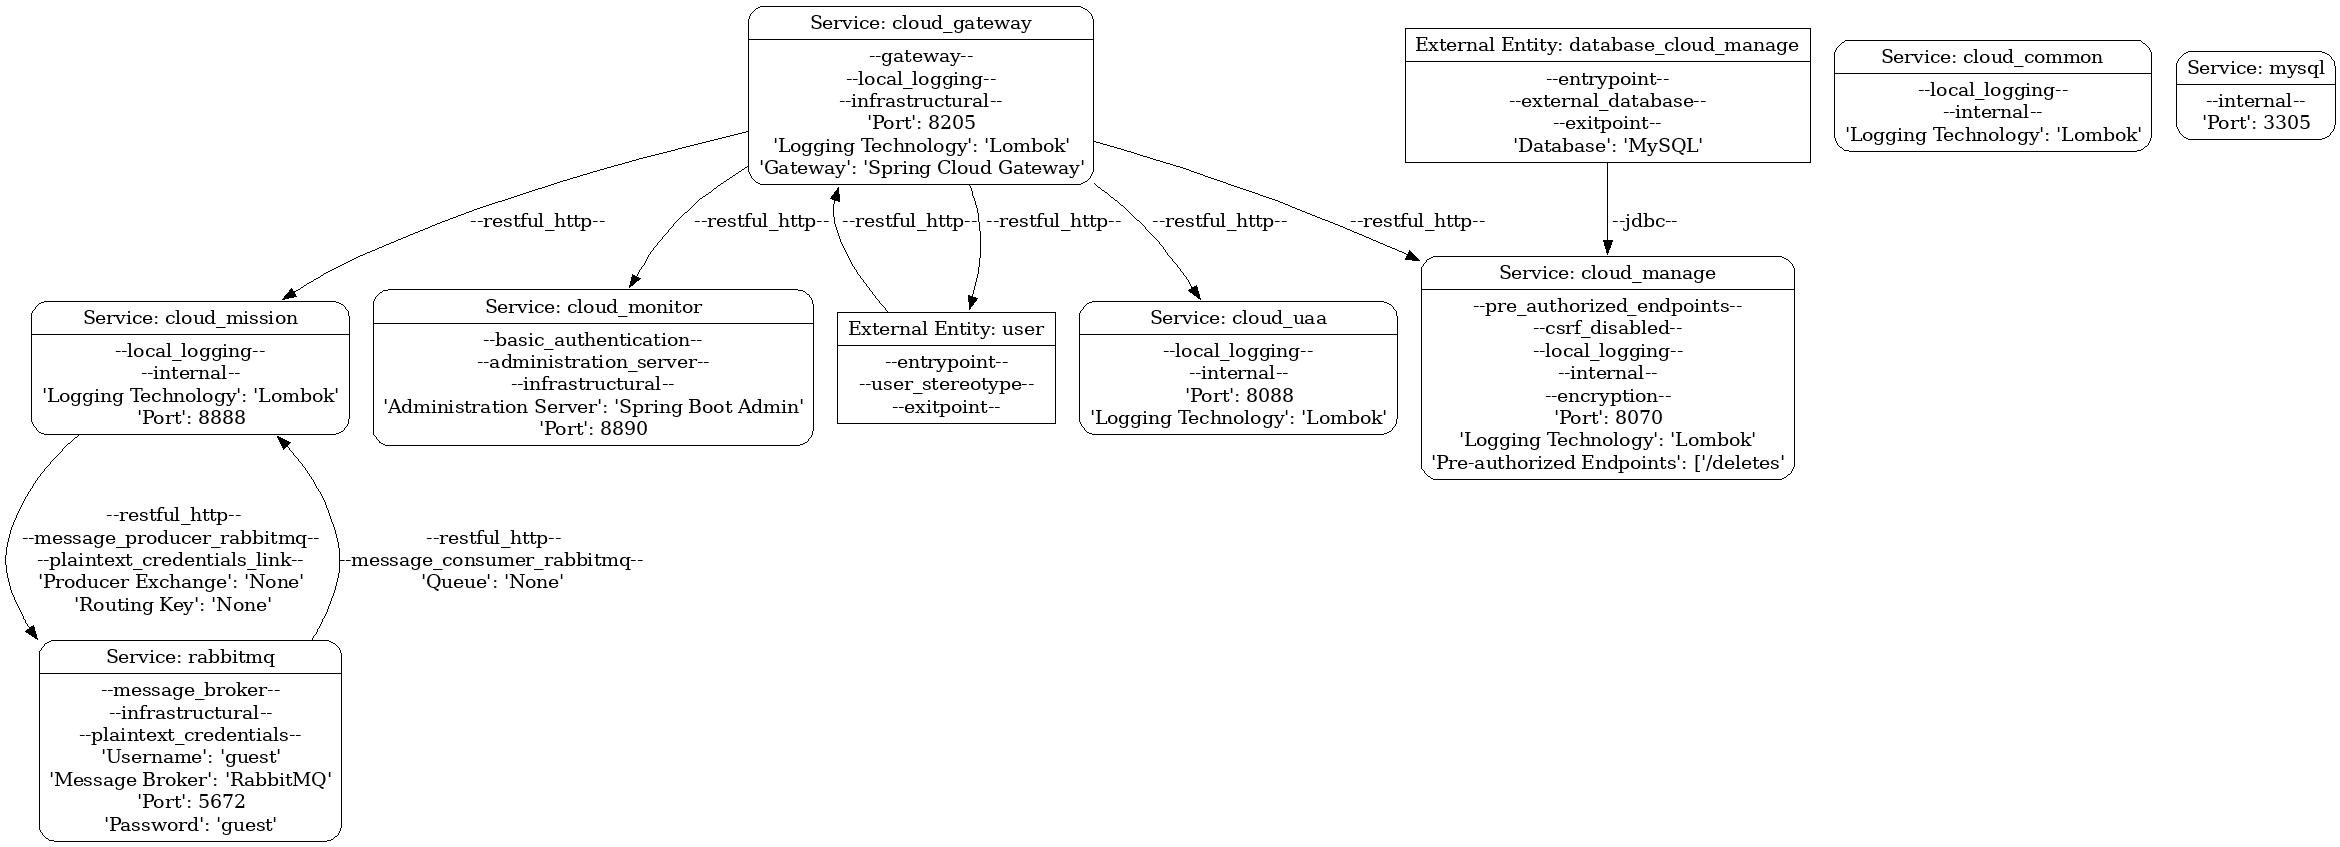 Service: cloud_gateway
--gateway--
--local_logging--
--infrastructural--
'Port': 8205
'Logging Technology': 'Lombok'
'Gateway': 'Spring Cloud Gateway'
External Entity: database_cloud_manage
--entrypoint--
--external_database--
--exitpoint--
'Database': 'MySQL'
Service: cloud_common
--local_logging--
--internal--
'Logging Technology': 'Lombok'
Service: mysql
--internal--
'Port': 3305
--restful_http--
--restful_http--
--restful_http--
--restful_http--
--restful_http--
--restful_http--
--jdbc--
Service: cloud_mission
--local_logging--
--internal--
'Logging Technology': 'Lombok'
'Port': 8888
Service: cloud_monitor
--basic_authentication--
--administration_server--
--infrastructural--
'Administration Server': 'Spring Boot Admin'
'Port': 8890
External Entity: user
--entrypoint--
--user_stereotype--
--exitpoint--
Service: cloud_uaa
--local_logging--
--internal--
'Port': 8088
'Logging Technology': 'Lombok'
Service: cloud_manage
--pre_authorized_endpoints--
--csrf_disabled--
--local_logging--
--internal--
--encryption--
'Port': 8070
'Logging Technology': 'Lombok'
'Pre-authorized Endpoints': ['/deletes'
--restful_http--
--message_producer_rabbitmq--
--plaintext_credentials_link--
'Producer Exchange': 'None'
'Routing Key': 'None'
--restful_http--
--message_consumer_rabbitmq--
'Queue': 'None'
Service: rabbitmq
--message_broker--
--infrastructural--
--plaintext_credentials--
'Username': 'guest'
'Message Broker': 'RabbitMQ'
'Port': 5672
'Password': 'guest'